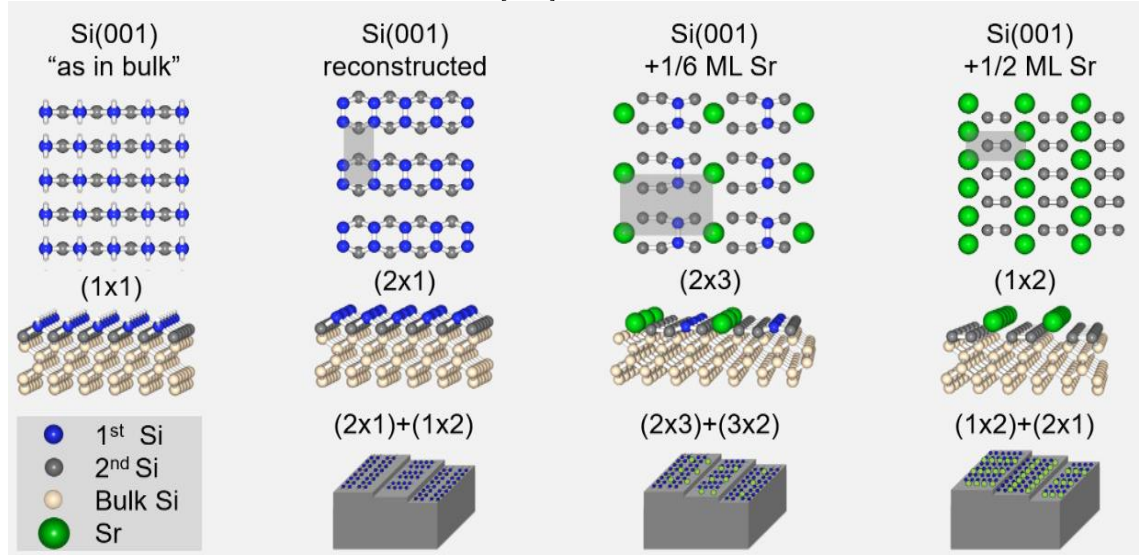 Si(001)
“as in bulk”
Si(001)
reconstructed
Si(001)
+1/6 ML Sr
Si(001)
+1/2 ML Sr
(1x1)
(2x1)
(2x3)
(1x2)
(2x1)+(1x2)
(2x3)+(3x2)
(1x2)+(2x1)
1st Si
2nd Si
Bulk Si
Sr